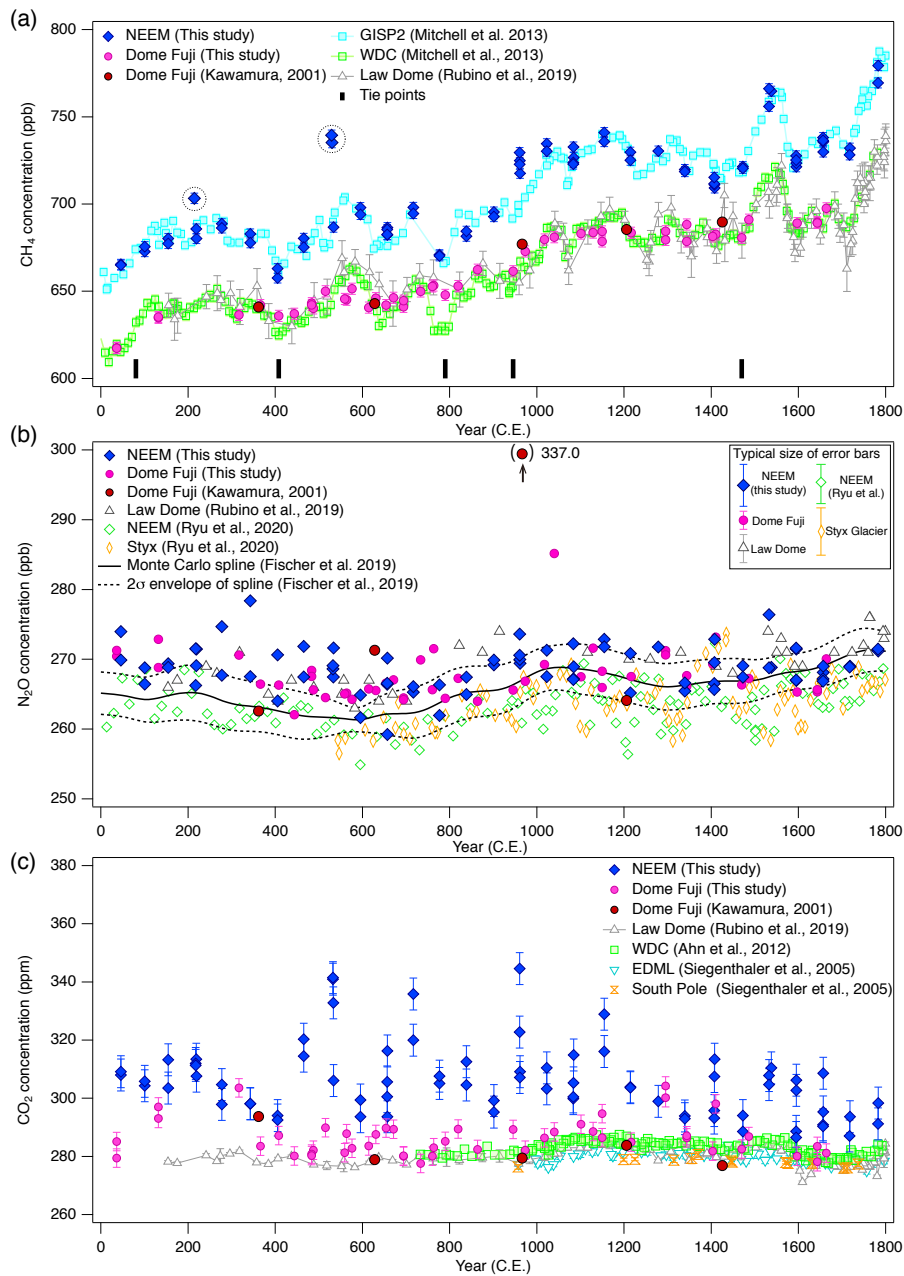 (a)
NEEM (This study)
Dome Fuji (This study)
Dome Fuji (Kawamura, 2001)
GISP2 (Mitchell et al. 2013)
WDC (Mitchell et al., 2013)
Law Dome (Rubino et al., 2019)
Tie points
CH4 concentration (ppb)
800
750
700
650
600
0 200 400 600 800 1000 1200 1400 1600 1800
Year (C.E.)
(b)
NEEM (This study)
Dome Fuji (This study)
Dome Fuji (Kawamura, 2001)
Law Dome (Rubino et al., 2019)
NEEM (Ryu et al., 2020)
Styx (Ryu et al., 2020)
Monte Carlo spline (Fischer et al. 2019)
2σ envelope of spline (Fischer et al., 2019)
( ) 337.0
Typical size of error bars
NEEM
(this study)
NEEM
(Ryu et al.)
Dome Fuji
Styx Glacier
Law Dome
N2O concentration (ppb)
300
290
280
270
260
250
0 200 400 600 800 1000 1200 1400 1600 1800
Year (C.E.)
(c)
NEEM (This study)
Dome Fuji (This study)
Dome Fuji (Kawamura, 2001)
Law Dome (Rubino et al., 2019)
WDC (Ahn et al., 2012)
EDML (Siegenthaler et al., 2005)
South Pole (Siegenthaler et al., 2005)
CO2 concentration (ppm)
380
360
340
320
300
280
260
0 200 400 600 800 1000 1200 1400 1600 1800
Year (C.E.)